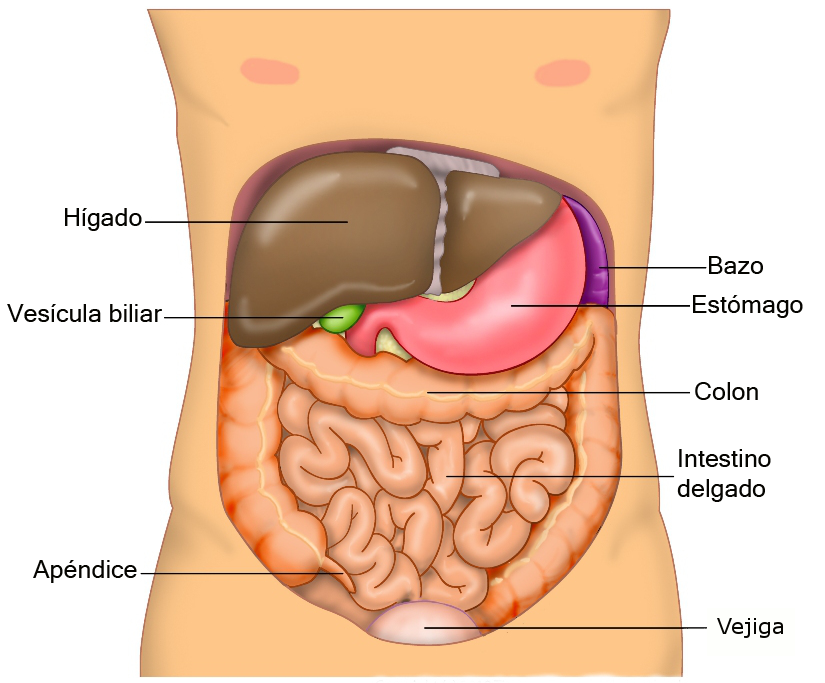 Hígado
Vesícula biliar
Apéndice
Bazo
Estómago
Colon
Intestino
delgado
Vejiga